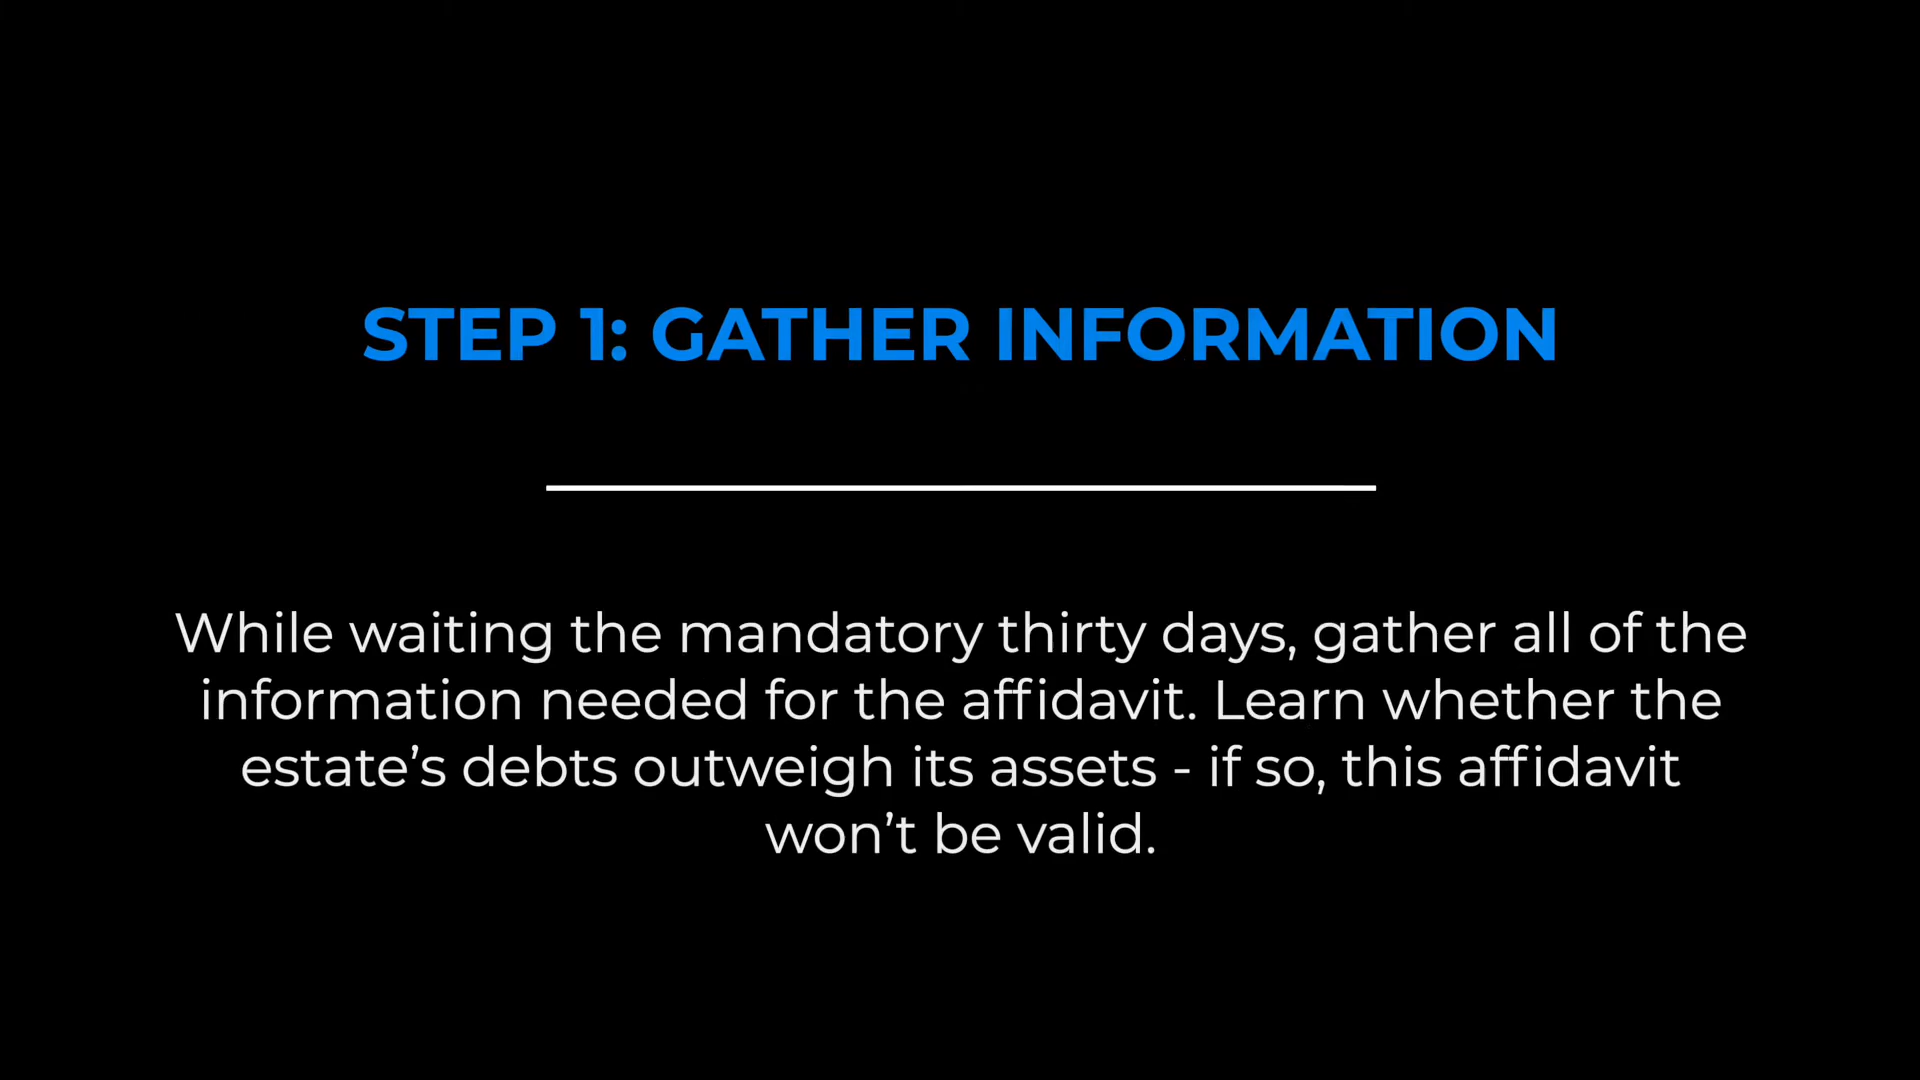 STEP 1: GATHER INFORMATION
While waiting the mandatory thirty days, gather all of the
information needed for the affidavit. Learn whether the
estate’s debts outweigh its assets - if so, this affidavit
won’t be valid.